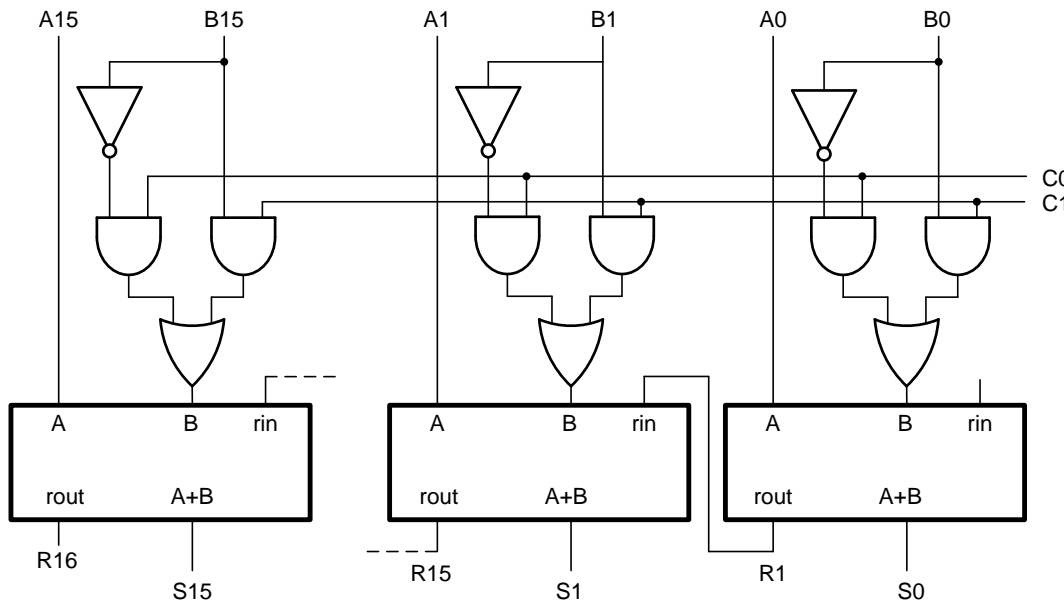 A15 B15 A1 B1 A0 B0
C0
C1
A B rin A B rin A B rin
rout A+B rout A+B rout A+B
R16 R15 R1
S15 S1 S0